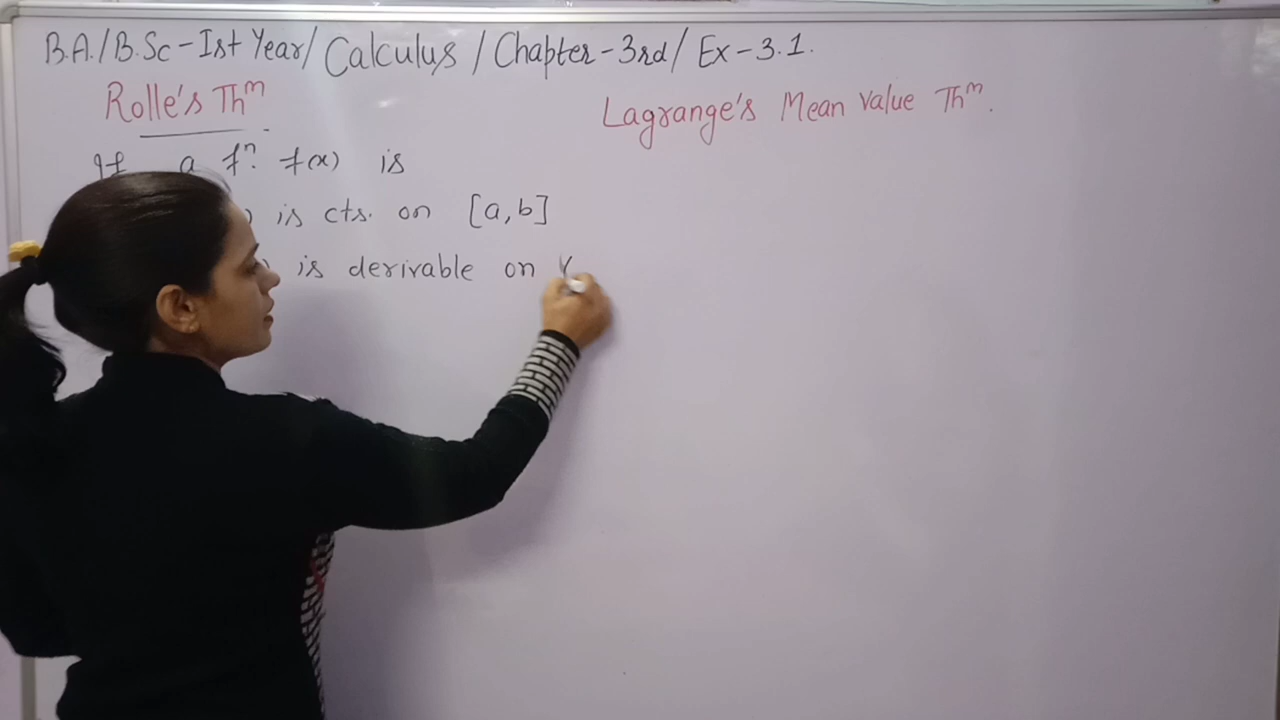 B.A./B.Sc-Ist Year/Calculus/Chapter-3rd/Ex-3.1.
Rolle's Thm
Lagrange's Mean Value Thm.
If a fn. f(x) is
) is cts. on [a,b]
) is derivable on (